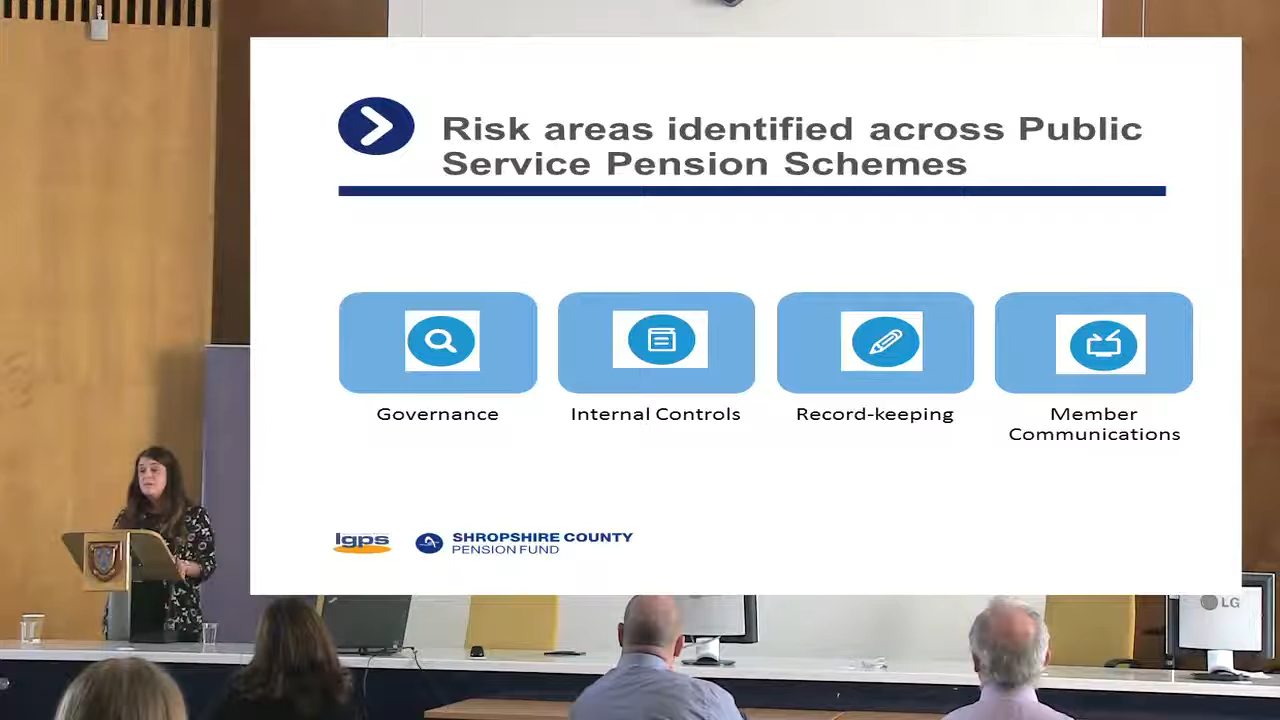 Risk areas identified across Public
Service Pension Schemes
Governance
Internal Controls
Record-keeping
Member
Communications
lgps
SHROPSHIRE COUNTY
PENSION FUND
LG